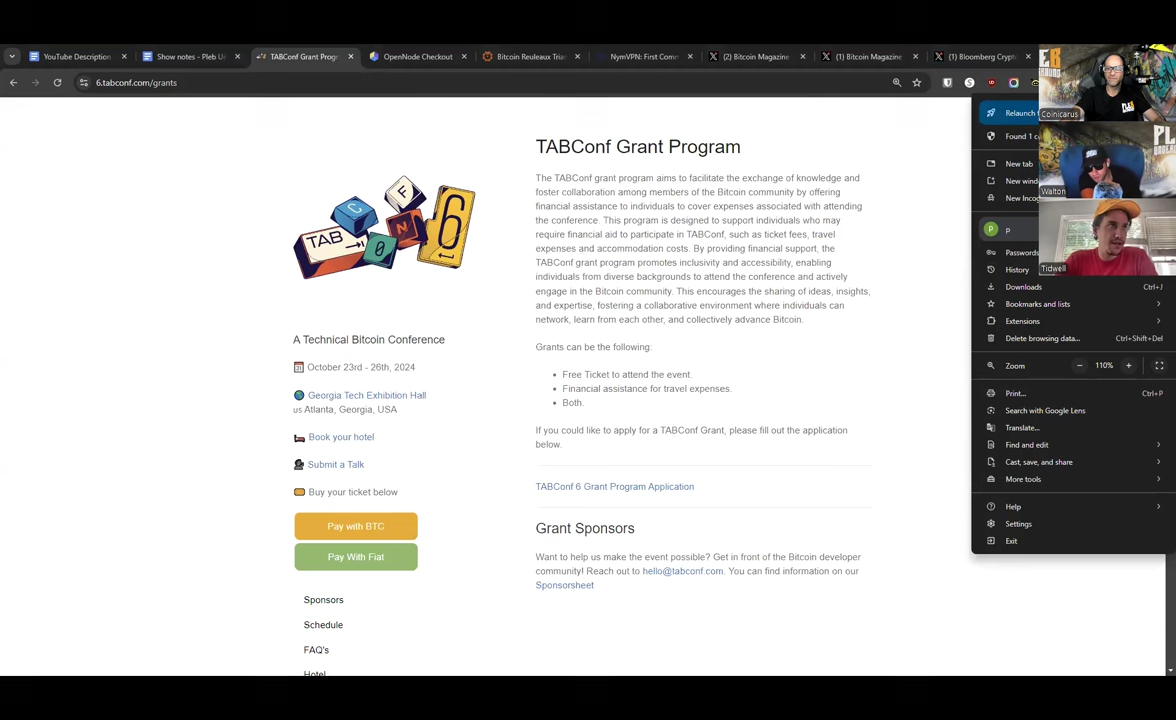 YouTube Description
Show notes - Pleb U
TABConf Grant Prog
OpenNode Checkout
Bitcoin Reuleaux Tria
NymVPN: First Comm
(2) Bitcoin Magazine
(1) Bitcoin Magazine
(1) Bloomberg Crypt
6.tabconf.com/grants
TAB
C
0
N
F
6
A Technical Bitcoin Conference
October 23rd - 26th, 2024
Georgia Tech Exhibition Hall
US Atlanta, Georgia, USA
Book your hotel
Submit a Talk
Buy your ticket below
Pay with BTC
Pay With Fiat
Sponsors
Schedule
FAQ's
Hotel
TABConf Grant Program
The TABConf grant program aims to facilitate the exchange of knowledge and
foster collaboration among members of the Bitcoin community by offering
financial assistance to individuals to cover expenses associated with attending
the conference. This program is designed to support individuals who may
require financial aid to participate in TABConf, such as ticket fees, travel
expenses and accommodation costs. By providing financial support, the
TABConf grant program promotes inclusivity and accessibility, enabling
individuals from diverse backgrounds to attend the conference and actively
engage in the Bitcoin community. This encourages the sharing of ideas, insights,
and expertise, fostering a collaborative environment where individuals can
network, learn from each other, and collectively advance Bitcoin.
Grants can be the following:
Free Ticket to attend the event.
Financial assistance for travel expenses.
Both.
If you would like to apply for a TABConf Grant, please fill out the application
below.
TABConf 6 Grant Program Application
Grant Sponsors
Want to help us make the event possible? Get in front of the Bitcoin developer
community! Reach out to hello@tabconf.com. You can find information on our
Sponsorsheet
Relaunch
Found 1
New tab
New wind
New Inco
P p
Passwords
History
Downloads Ctrl+J
Bookmarks and lists
Extensions
Delete browsing data... Ctrl+Shift+Del
Zoom − 110% +
Print... Ctrl+P
Search with Google Lens
Translate...
Find and edit
Cast, save, and share
More tools
Help
Settings
Exit
Coinicarus
Walton
Tidwell